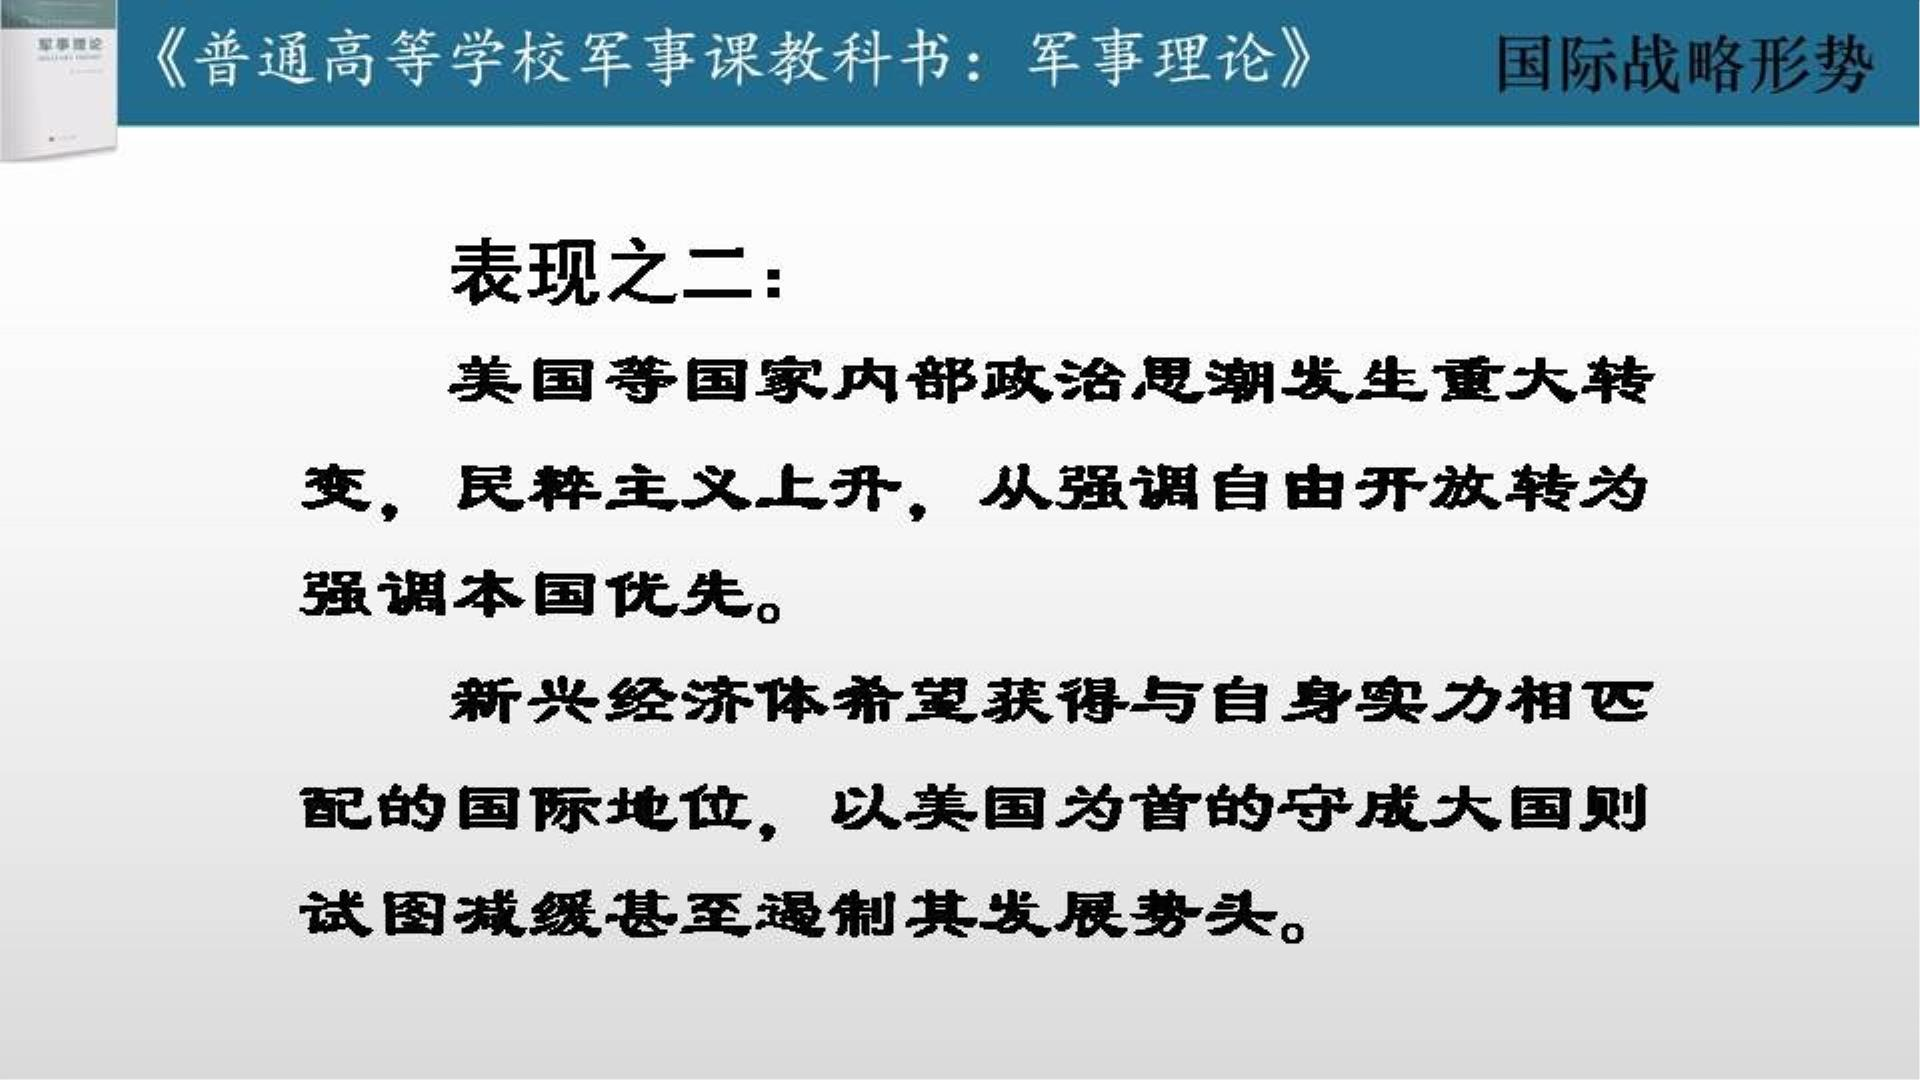 军事理论
《普通高等学校军事课教科书：军事理论》
国际战略形势
表现之二：
美国等国家内部政治思潮发生重大转
变，民粹主义上升，从强调自由开放转为
强调本国优先。
新兴经济体希望获得与自身实力相匹
配的国际地位，以美国为首的守成大国则
试图减缓甚至遏制其发展势头。